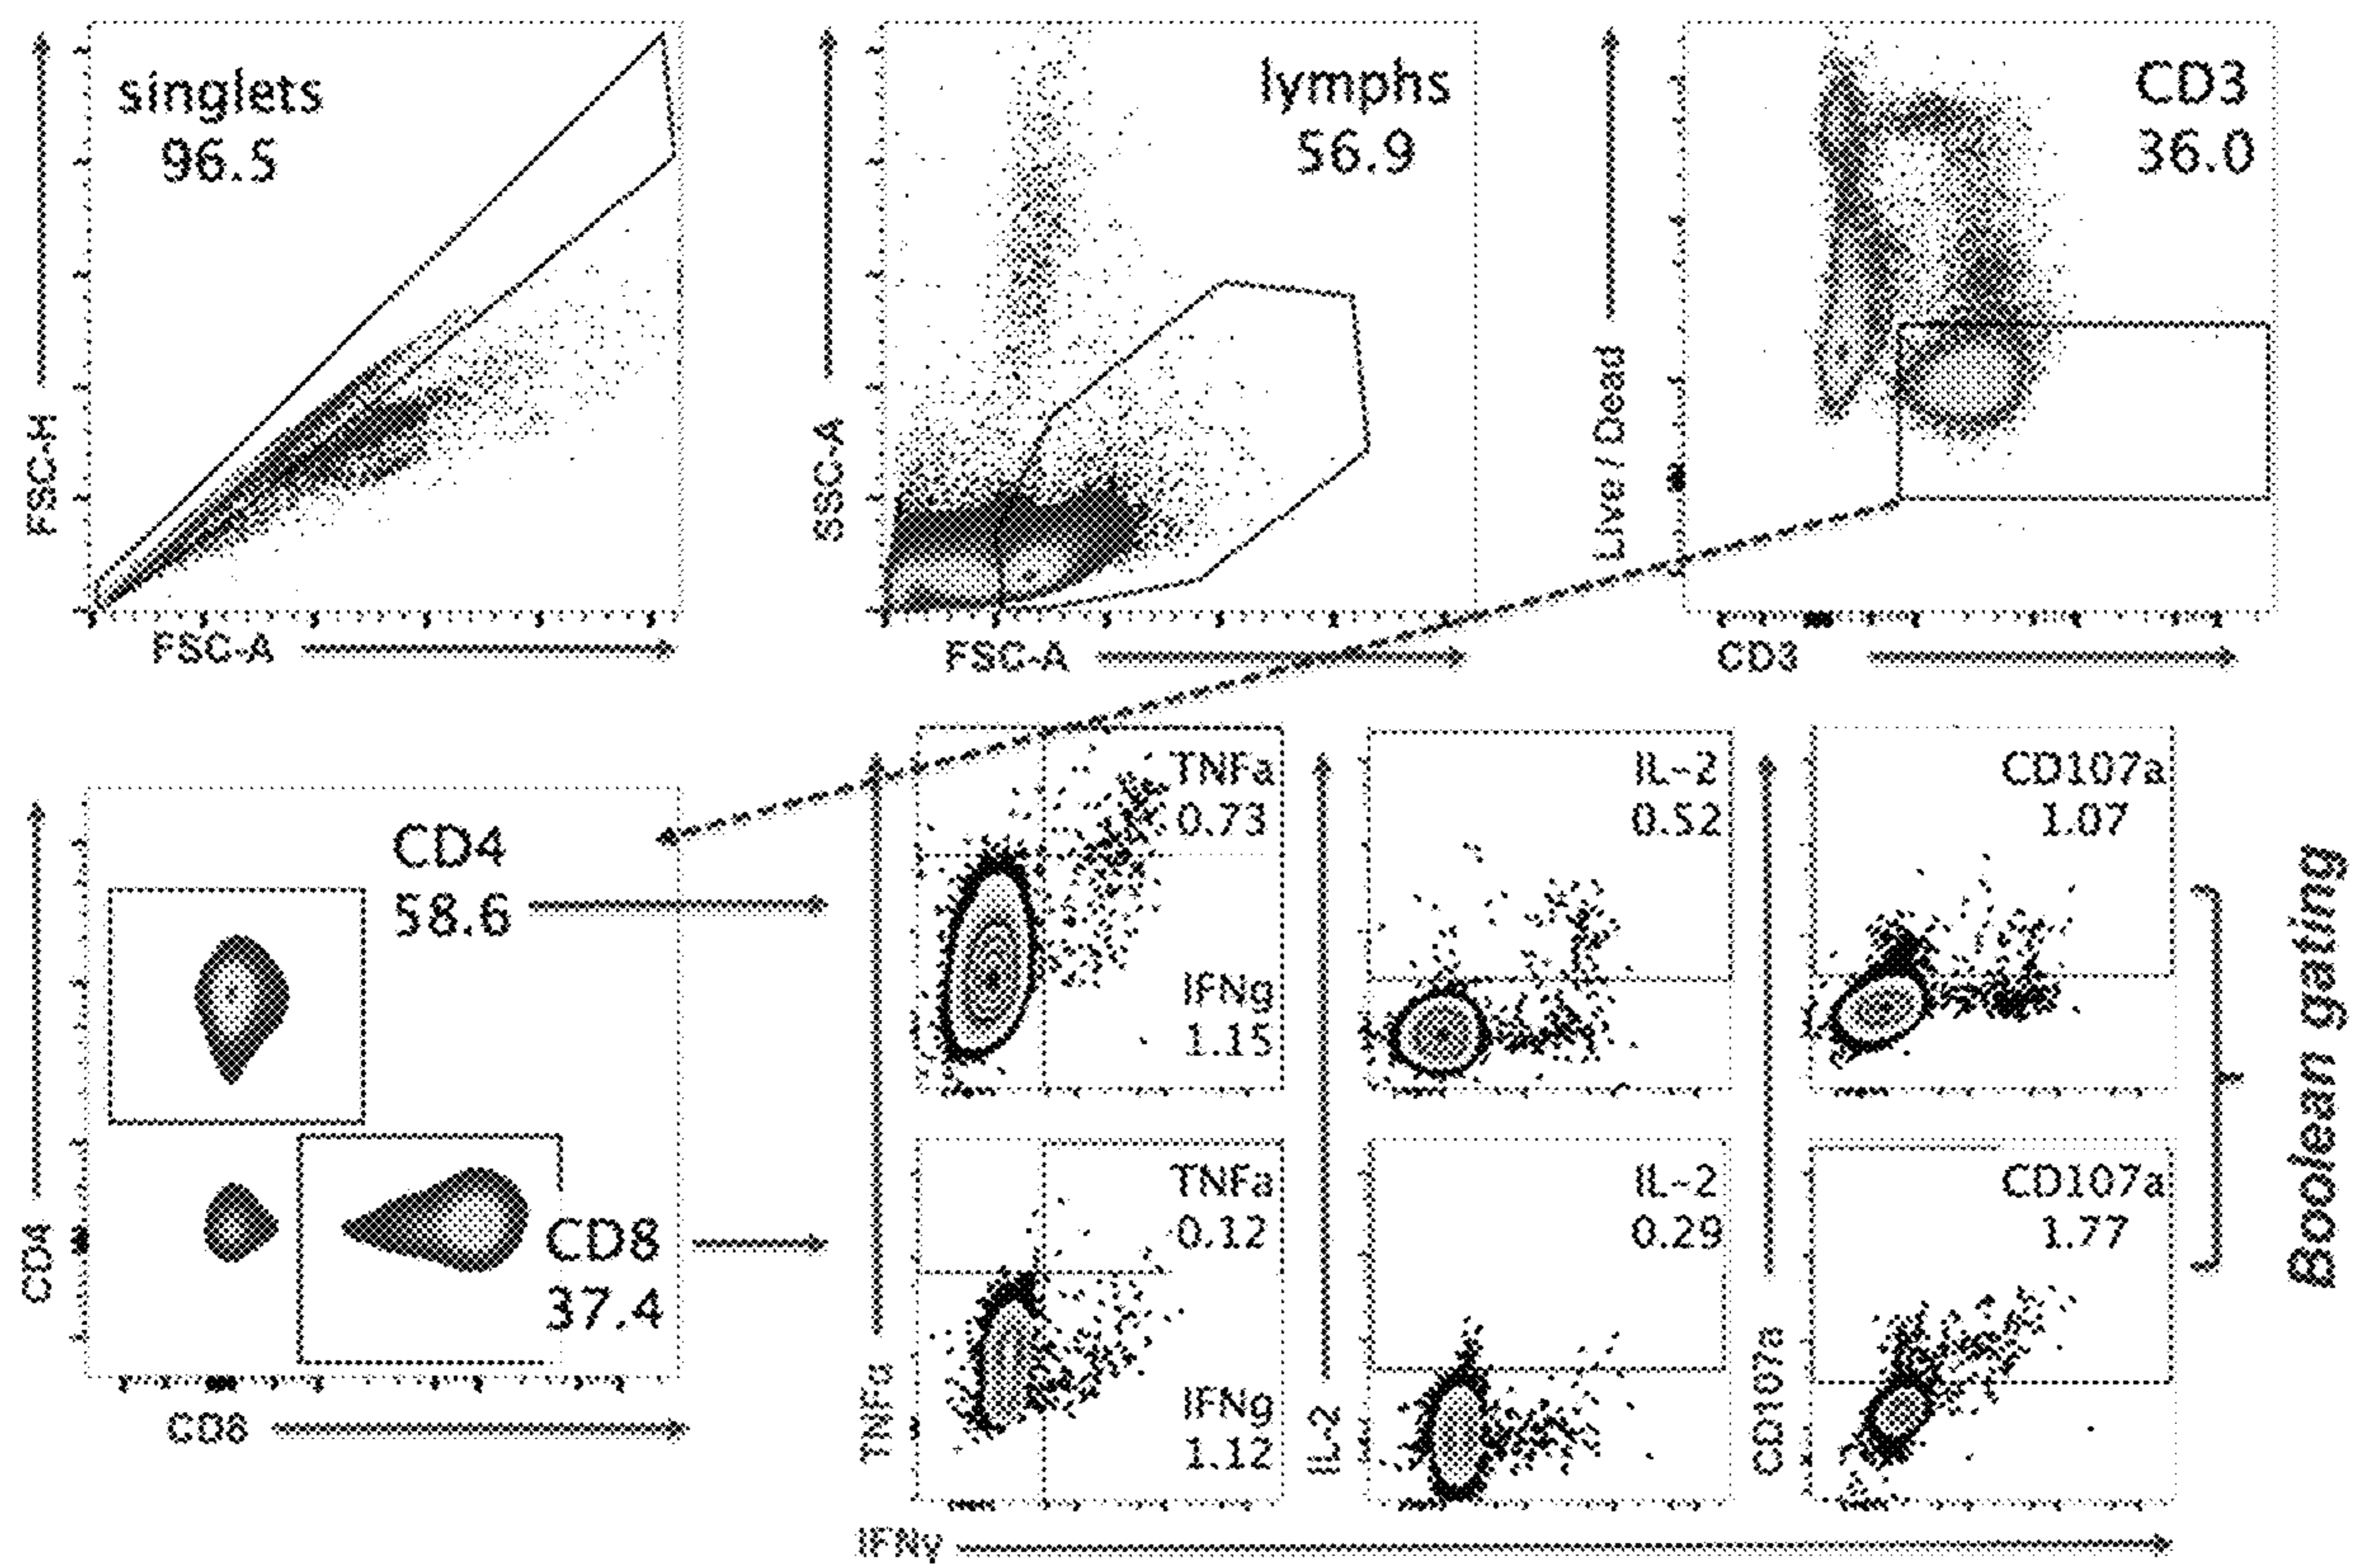 singlets
96.5
FSC-H
FSC-A
lymphs
56.9
SSC-A
FSC-A
CD3
36.0
Live / Dead
CD3
CD4
58.6
CD8
37.4
CD4
CD8
TNFa
0.73
IFNg
1.15
IL-2
0.52
CD107a
1.07
TNFa
0.12
IFNg
1.12
IL-2
0.29
CD107a
1.77
TNFα
IL-2
CD107a
IFNγ
Boolean gating